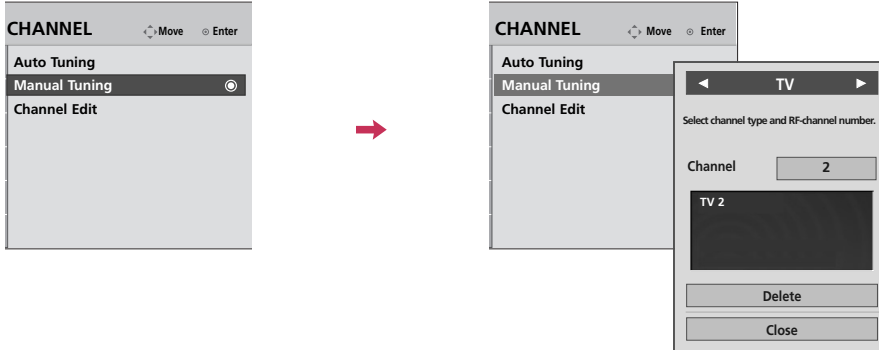 CHANNEL Move Enter
Auto Tuning
Manual Tuning
Channel Edit
CHANNEL Move Enter
Auto Tuning
Manual Tuning
Channel Edit
TV
Select channel type and RF-channel number.
Channel 2
TV 2
Delete
Close